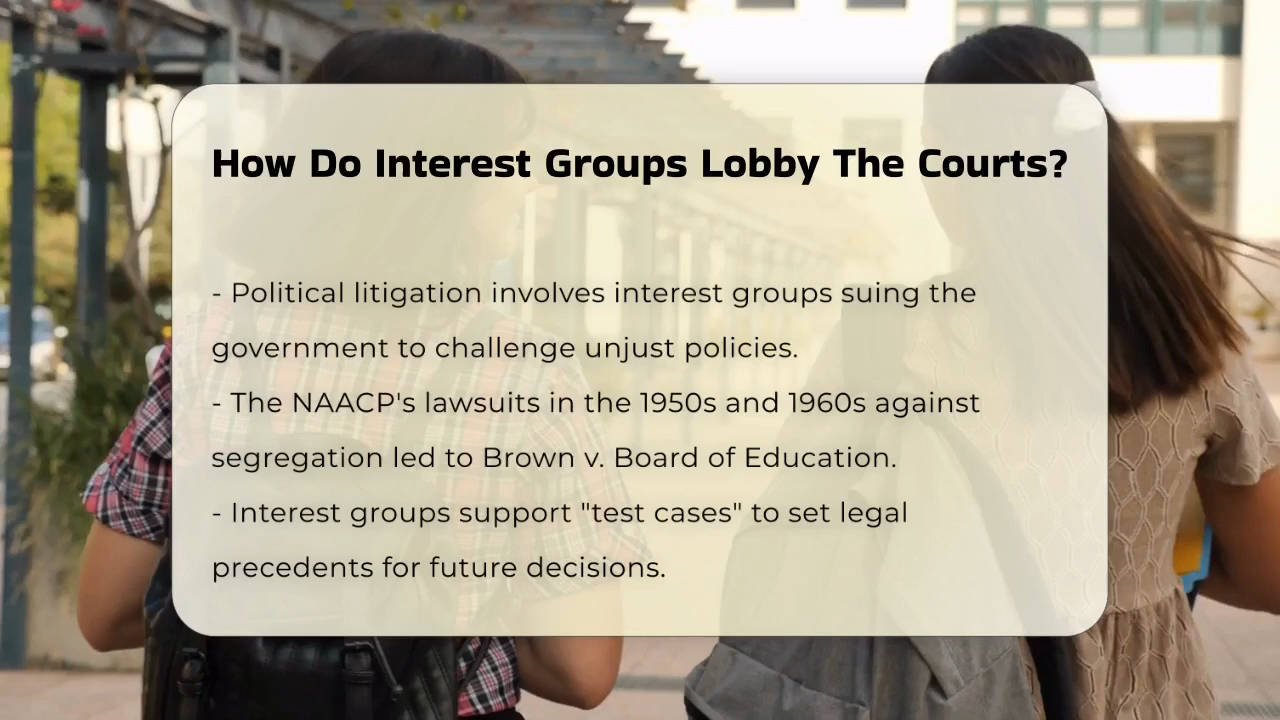 How Do Interest Groups Lobby The Courts?
- Political litigation involves interest groups suing the
government to challenge unjust policies.
- The NAACP's lawsuits in the 1950s and 1960s against
segregation led to Brown v. Board of Education.
- Interest groups support "test cases" to set legal
precedents for future decisions.